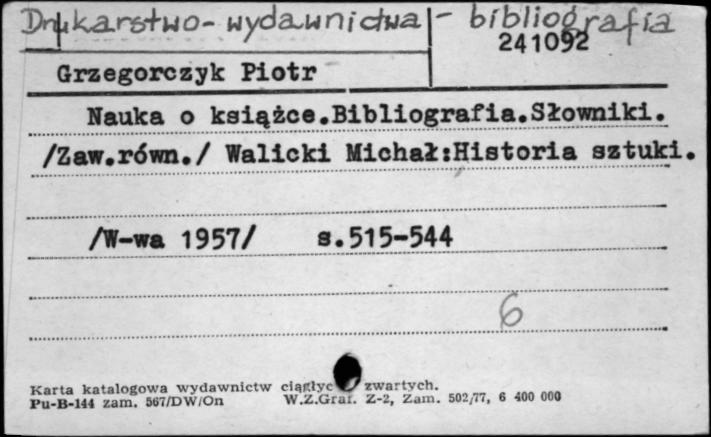 Drukarstwo-wydawnictwa - bibliografia
241092
Grzegorczyk Piotr
Nauka o książce.Bibliografia.Słowniki.
/Zaw.równ./ Walicki Michał:Historia sztuki.
/W-wa 1957/ s.515-544
6
Karta katalogowa wydawnictw ciągłyc zwartych.
Pu-B-144 zam. 567/DW/On W.Z.Graf. Z-2, Zam. 502/77, 6 400 000